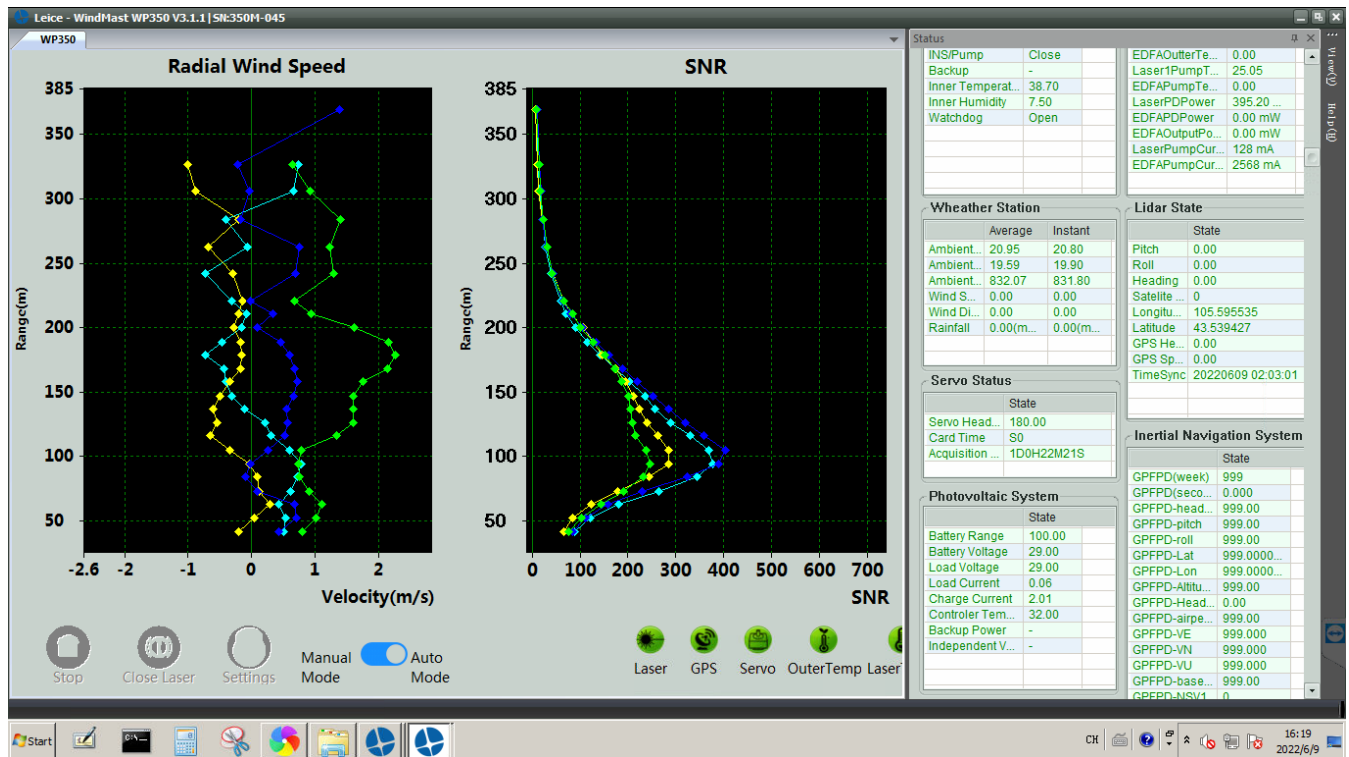 Leice - WindMast WP350 V3.1.1|SN:350M-045
WP350
Radial Wind Speed
385
350
300
250
200
150
100
50
Range(m)
-2.6 -2 -1 0 1 2
Velocity(m/s)
SNR
385
350
300
250
200
150
100
50
Range(m)
0 100 200 300 400 500 600 700
SNR
Stop
Close Laser
Settings
Manual Mode
Auto Mode
Laser
GPS
Servo
OuterTemp
Status
INS/Pump Close
Backup -
Inner Temperat... 38.70
Inner Humidity 7.50
Watchdog Open
EDFAOutterTe... 0.00
Laser1PumpT... 25.05
EDFAPumpTe... 0.00
LaserPDPower 395.20 ...
EDFAPDPower 0.00 mW
EDFAOutputPo... 0.00 mW
LaserPumpCur... 128 mA
EDFAPumpCur... 2568 mA
Wheather Station
Average Instant
Ambient... 20.95 20.80
Ambient... 19.59 19.90
Ambient... 832.07 831.80
Wind S... 0.00 0.00
Wind Di... 0.00 0.00
Rainfall 0.00(m... 0.00(m...
Lidar State
State
Pitch 0.00
Roll 0.00
Heading 0.00
Satelite ... 0
Longitu... 105.595535
Latitude 43.539427
GPS He... 0.00
GPS Sp... 0.00
TimeSync 20220609 02:03:01
Servo Status
State
Servo Head... 180.00
Card Time S0
Acquisition ... 1D0H22M21S
Photovoltaic System
State
Battery Range 100.00
Battery Voltage 29.00
Load Voltage 29.00
Load Current 0.06
Charge Current 2.01
Controler Tem... 32.00
Backup Power -
Independent V... -
Inertial Navigation System
State
GPFPD(week) 999
GPFPD(seco... 0.000
GPFPD-head... 999.00
GPFPD-pitch 999.00
GPFPD-roll 999.00
GPFPD-Lat 999.0000...
GPFPD-Lon 999.0000...
GPFPD-Altitu... 999.00
GPFPD-Head... 0.00
GPFPD-airpe... 999.00
GPFPD-VE 999.000
GPFPD-VN 999.000
GPFPD-VU 999.000
GPFPD-base... 999.00
GPFPD-NSV1 0
View(V)
Help(H)
Start
CH
16:19
2022/6/9